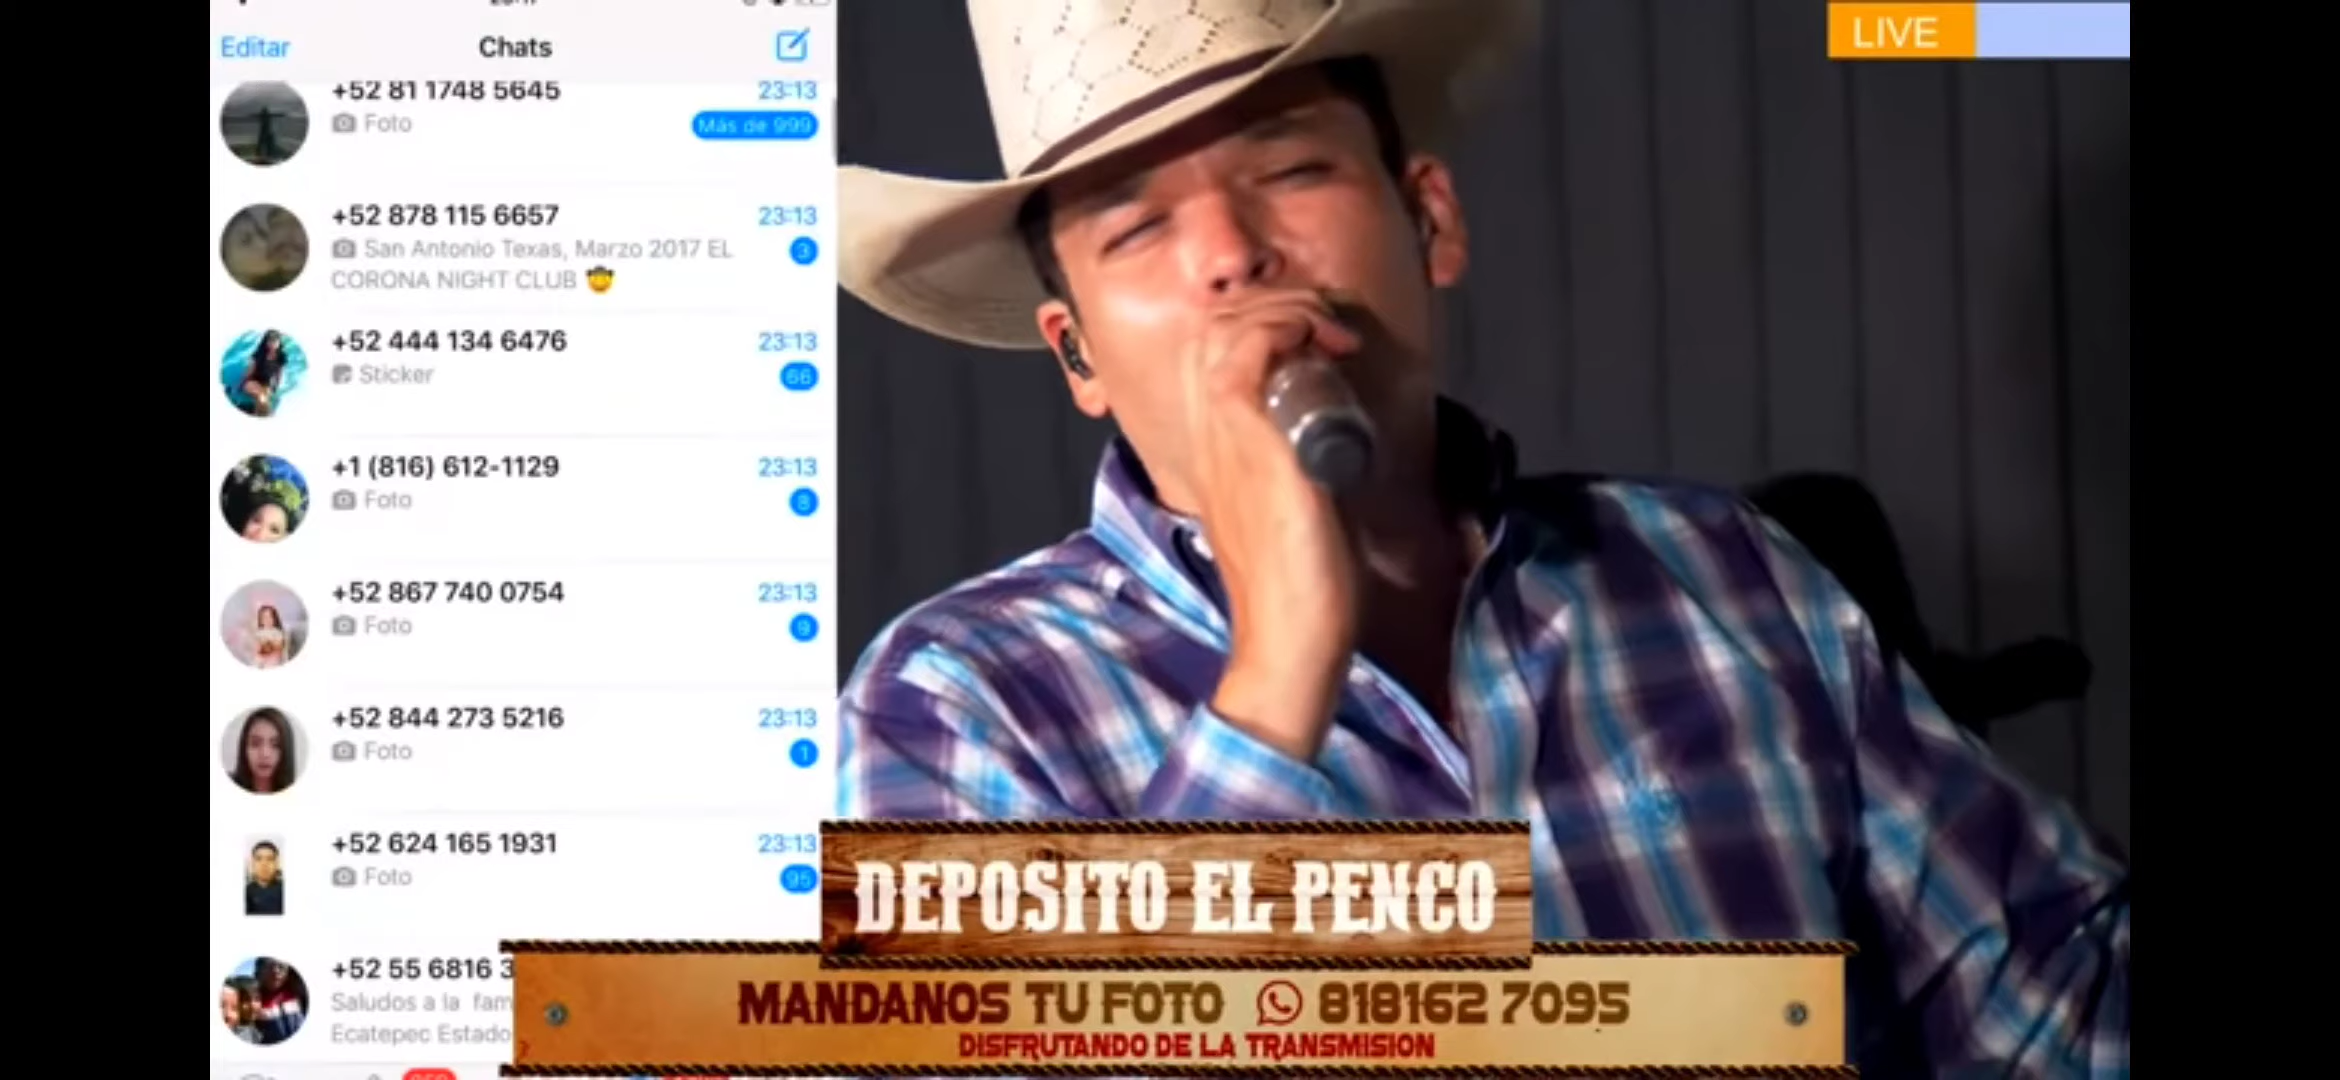 LIVE
Editar
Chats
+52 81 1748 5645
23:13
Foto
Más de 999
+52 878 115 6657
23:13
San Antonio Texas, Marzo 2017 EL
3
CORONA NIGHT CLUB
+52 444 134 6476
23:13
Sticker
66
+1 (816) 612-1129
23:13
Foto
8
+52 867 740 0754
23:13
Foto
9
+52 844 273 5216
23:13
Foto
1
+52 624 165 1931
23:13
Foto
95
+52 55 6816 3
Saludos a la fam
Ecatepec Estado
DEPOSITO EL PENCO
MANDANOS TU FOTO 818162 7095
DISFRUTANDO DE LA TRANSMISION